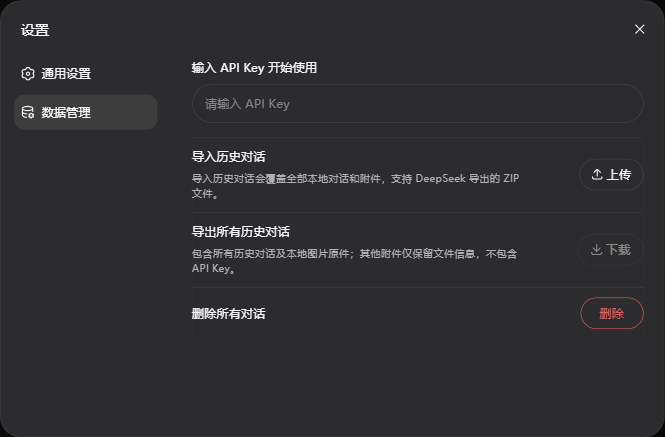 设置
通用设置
数据管理
输入 API Key 开始使用
请输入 API Key
导入历史对话
导入历史对话会覆盖全部本地对话和附件，支持 DeepSeek 导出的 ZIP
文件。
上传
导出所有历史对话
包含所有历史对话及本地图片原件；其他附件仅保留文件信息，不包含
API Key。
下载
删除所有对话
删除